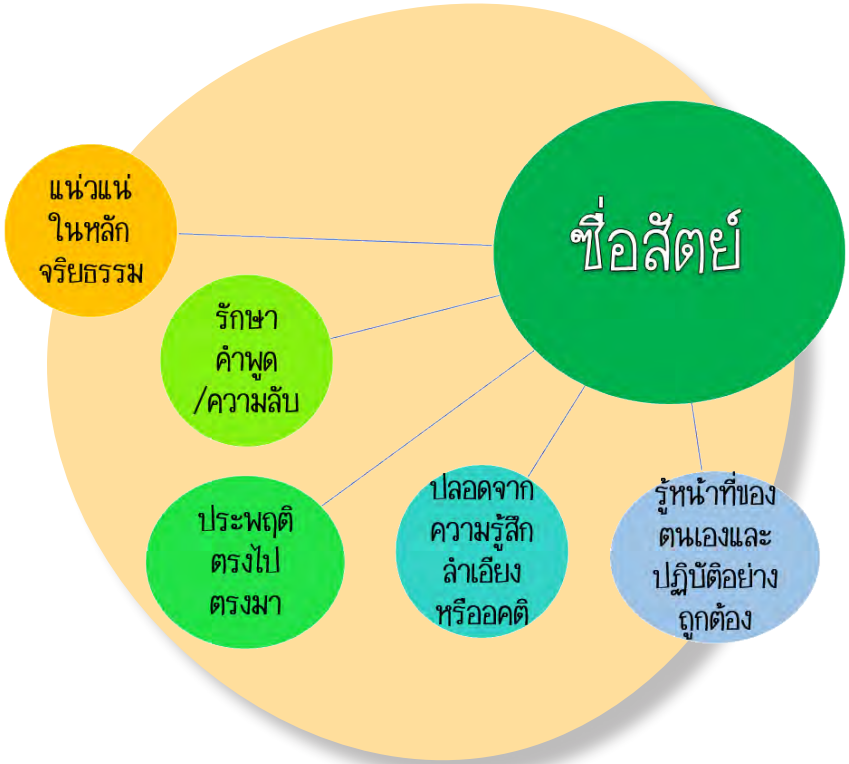 ซื่อสัตย์
แน่วแน่
ในหลัก
จริยธรรม
รักษา
คำพูด
/ความลับ
ประพฤติ
ตรงไป
ตรงมา
ปลอดจาก
ความรู้สึก
ลำเอียง
หรืออคติ
รู้หน้าที่ของ
ตนเองและ
ปฏิบัติอย่าง
ถูกต้อง